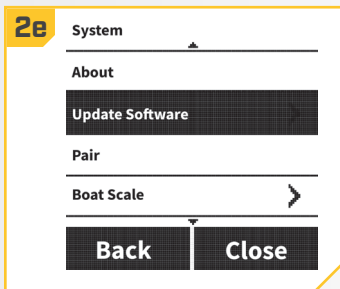 2e
System
About
Update Software
Pair
Boat Scale
Back Close